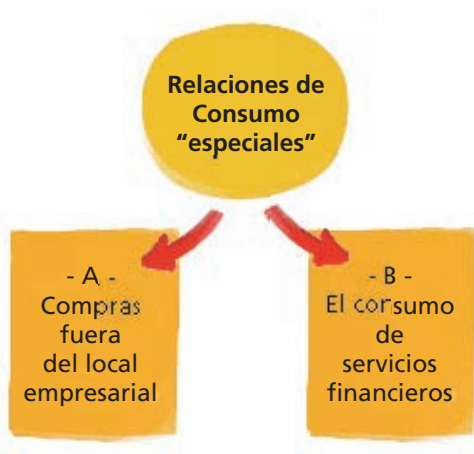 Relaciones de
Consumo
"especiales"
- A -
Compras
fuera
del local
empresarial
- B -
El consumo
de
servicios
financieros